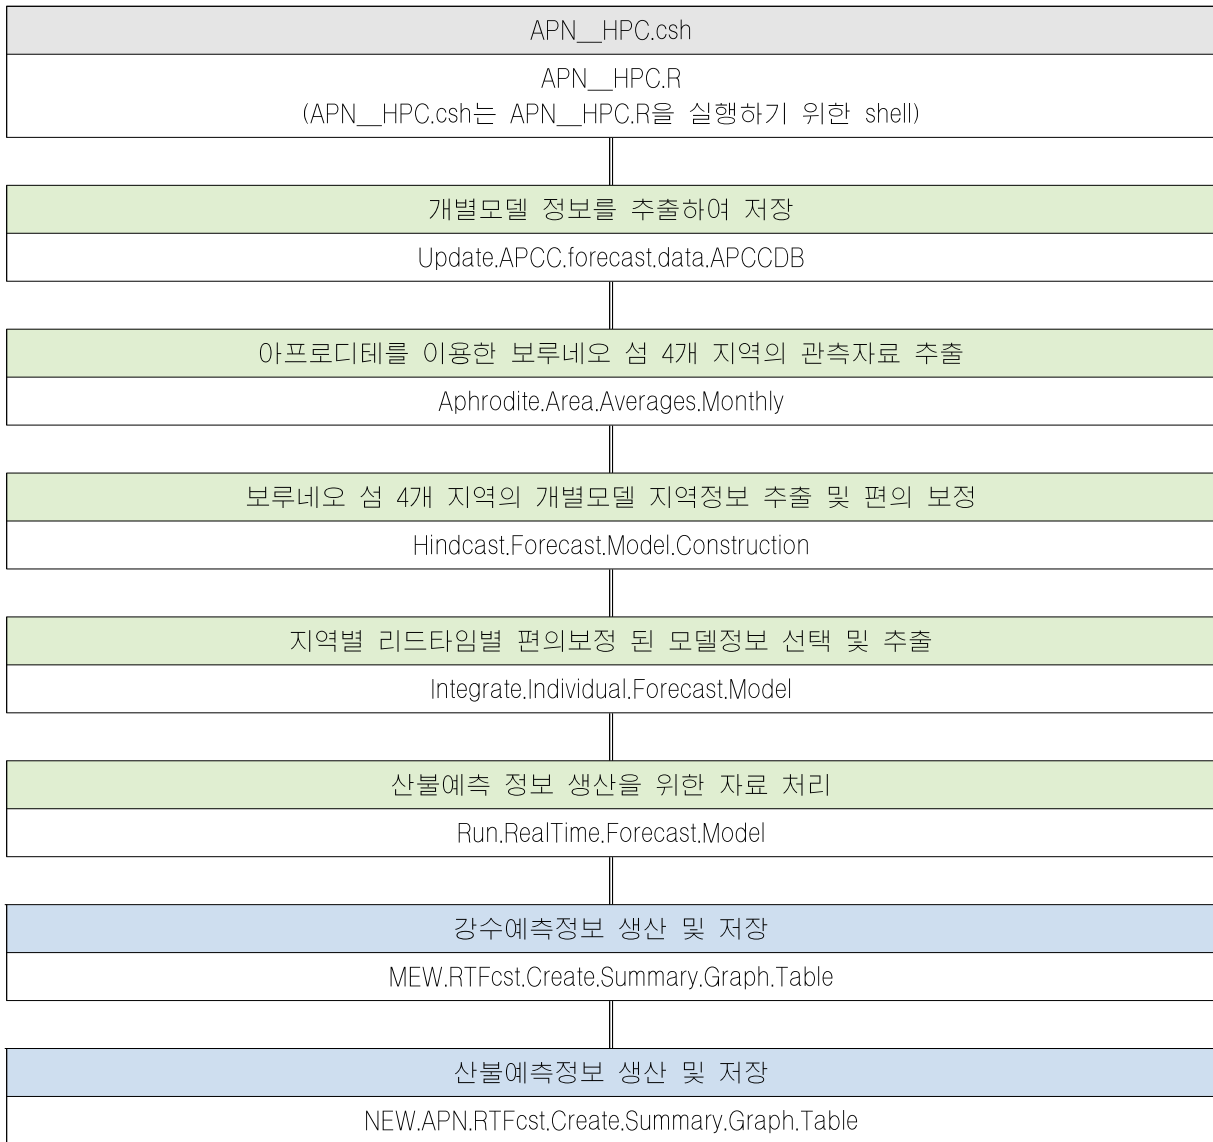 APN__HPC.csh
APN__HPC.R
(APN__HPC.csh는 APN__HPC.R을 실행하기 위한 shell)
개별모델 정보를 추출하여 저장
Update.APCC.forecast.data.APCCDB
아프로디테를 이용한 보루네오 섬 4개 지역의 관측자료 추출
Aphrodite.Area.Averages.Monthly
보루네오 섬 4개 지역의 개별모델 지역정보 추출 및 편의 보정
Hindcast.Forecast.Model.Construction
지역별 리드타임별 편의보정 된 모델정보 선택 및 추출
Integrate.Individual.Forecast.Model
산불예측 정보 생산을 위한 자료 처리
Run.RealTime.Forecast.Model
강수예측정보 생산 및 저장
MEW.RTFcst.Create.Summary.Graph.Table
산불예측정보 생산 및 저장
NEW.APN.RTFcst.Create.Summary.Graph.Table